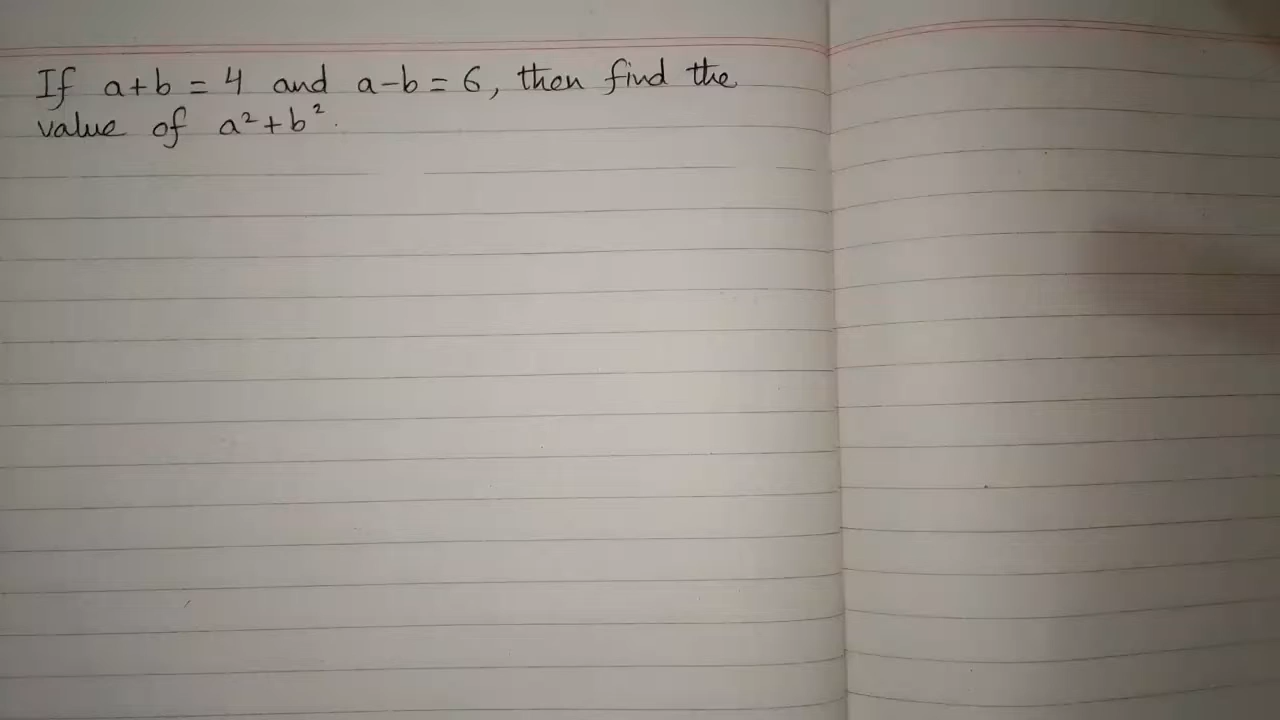 If a+b = 4 and a-b = 6, then find the
value of a²+b².